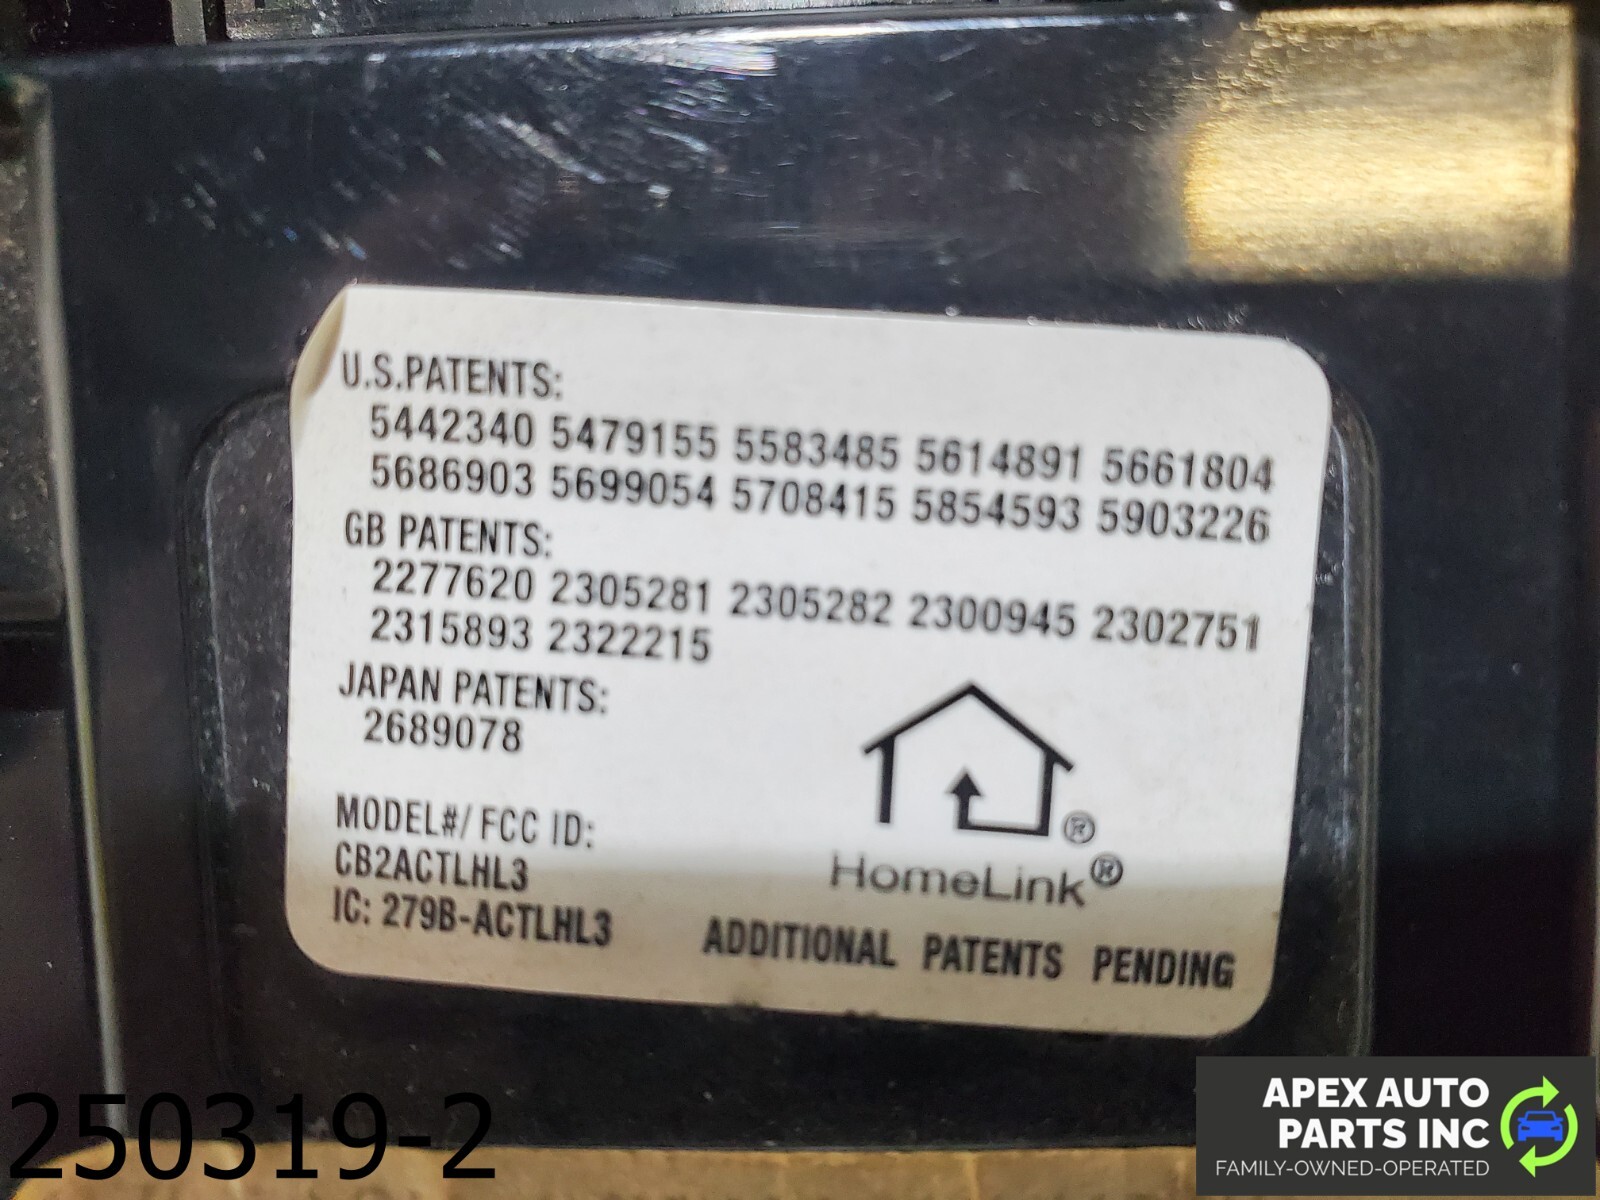 U.S.PATENTS:
5442340 5479155 5583485 5614891 5661804
5686903 5699054 5708415 5854593 5903226
GB PATENTS:
2277620 2305281 2305282 2300945 2302751
2315893 2322215
JAPAN PATENTS:
2689078
MODEL#/ FCC ID:
CB2ACTLHL3
IC: 279B-ACTLHL3
®
HomeLink®
ADDITIONAL PATENTS PENDING
250319-2
APEX AUTO
PARTS INC
FAMILY-OWNED-OPERATED